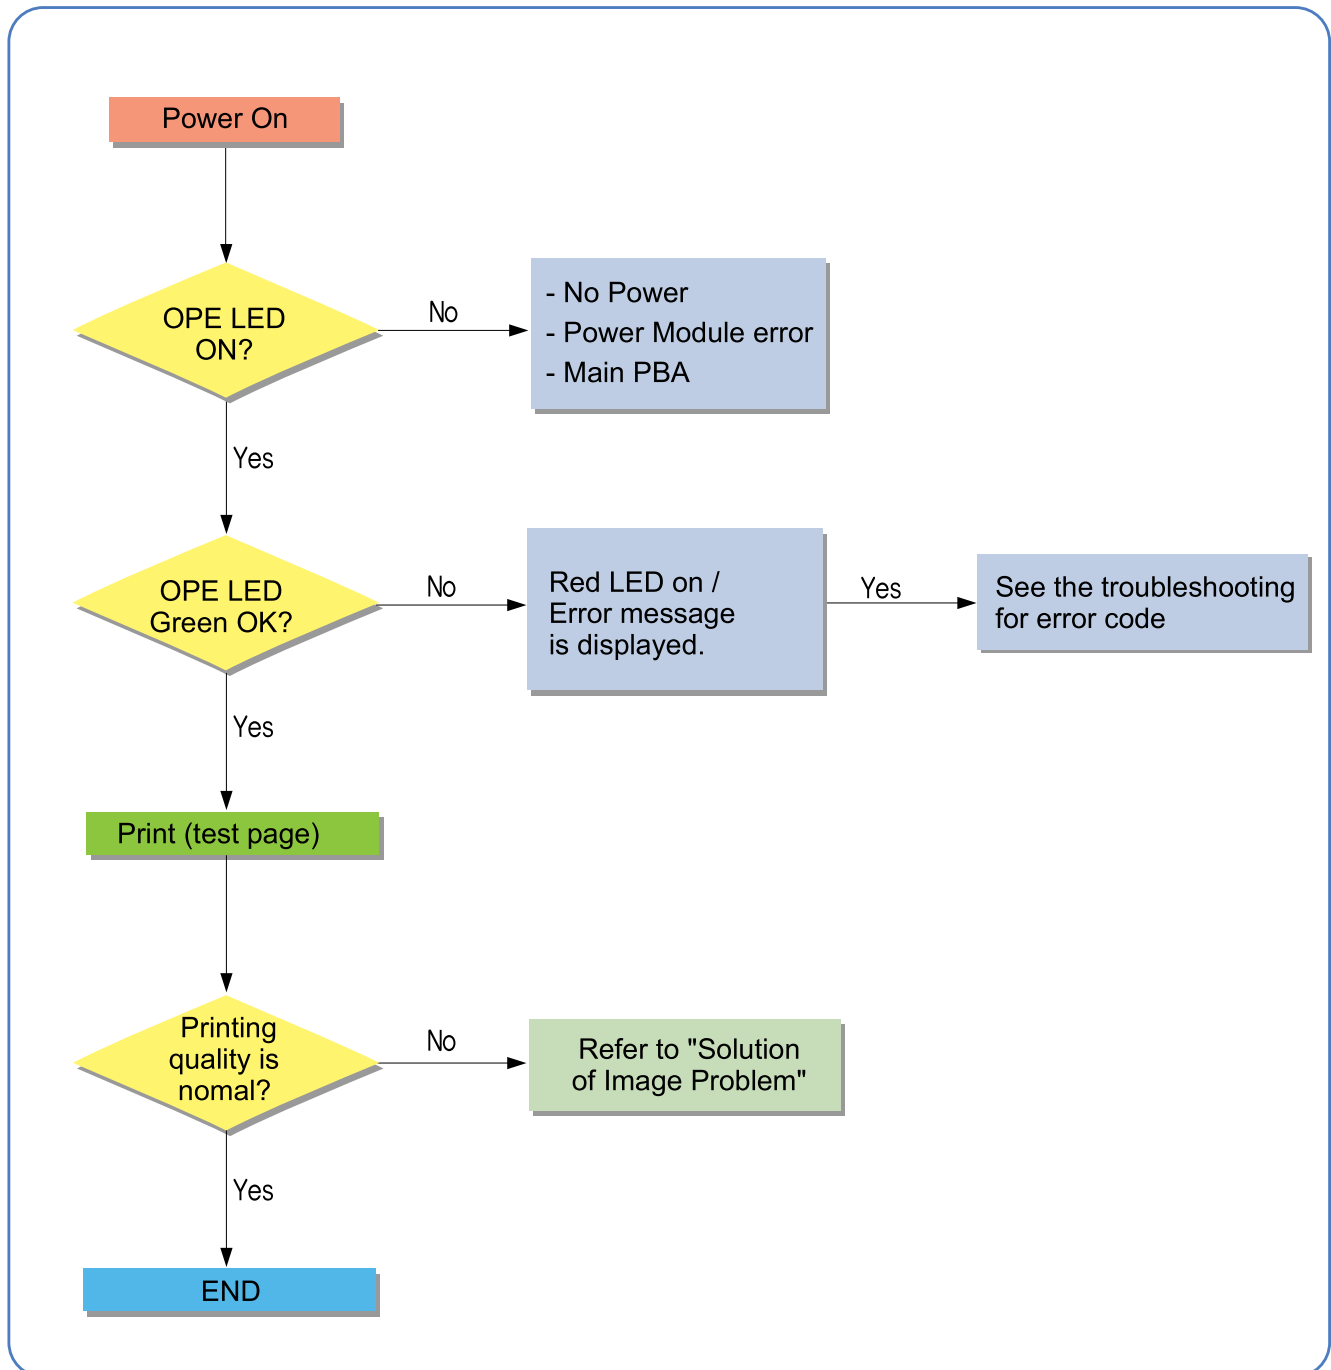 Power On
OPE LED
ON?
No
- No Power
- Power Module error
- Main PBA
Yes
OPE LED
Green OK?
No
Red LED on /
Error message
is displayed.
Yes
See the troubleshooting
for error code
Yes
Print (test page)
Printing
quality is
nomal?
No
Refer to "Solution
of Image Problem"
Yes
END